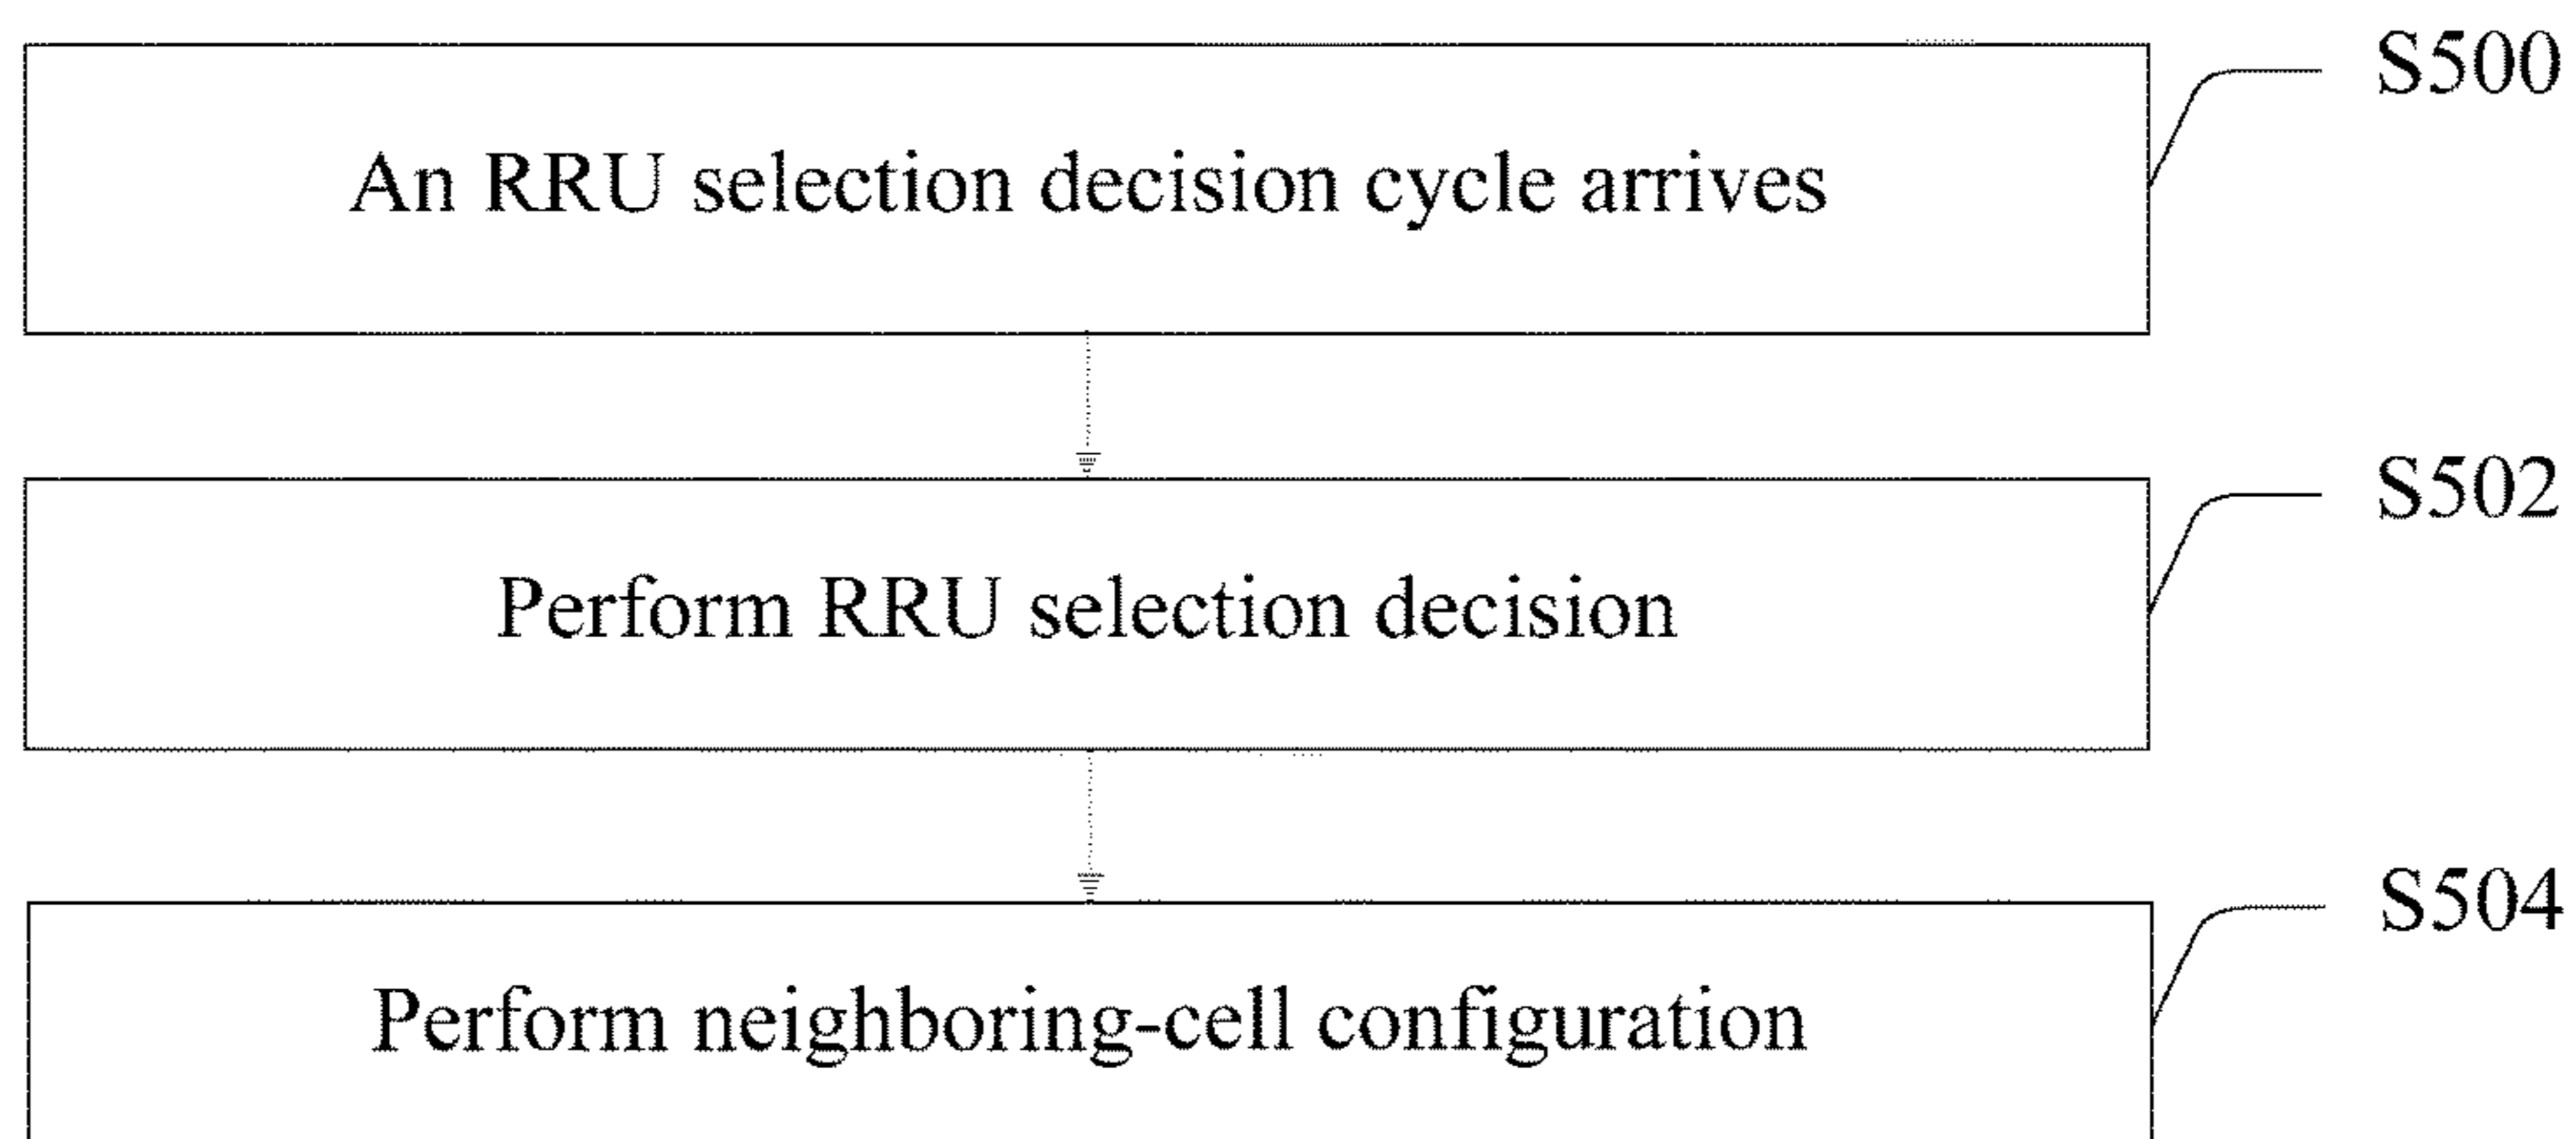 S500
An RRU selection decision cycle arrives
S502
Perform RRU selection decision
S504
Perform neighboring-cell configuration